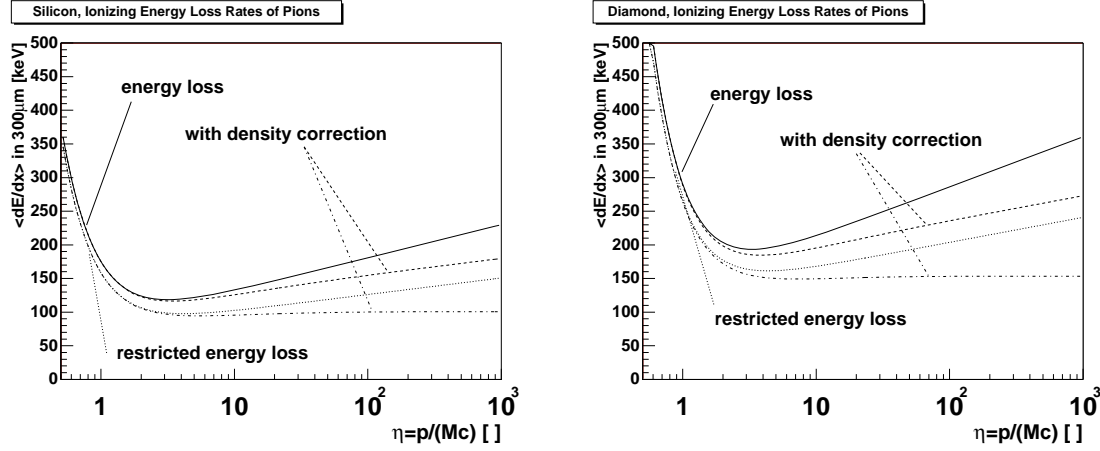 Silicon, Ionizing Energy Loss Rates of Pions
<dE/dx> in 300μm [keV]
500
450
400
350
300
250
200
150
100
50
0
energy loss
with density correction
restricted energy loss
1
10
10²
10³
η=p/(Mc) [ ]
Diamond, Ionizing Energy Loss Rates of Pions
<dE/dx> in 300μm [keV]
500
450
400
350
300
250
200
150
100
50
0
energy loss
with density correction
restricted energy loss
1
10
10²
10³
η=p/(Mc) [ ]